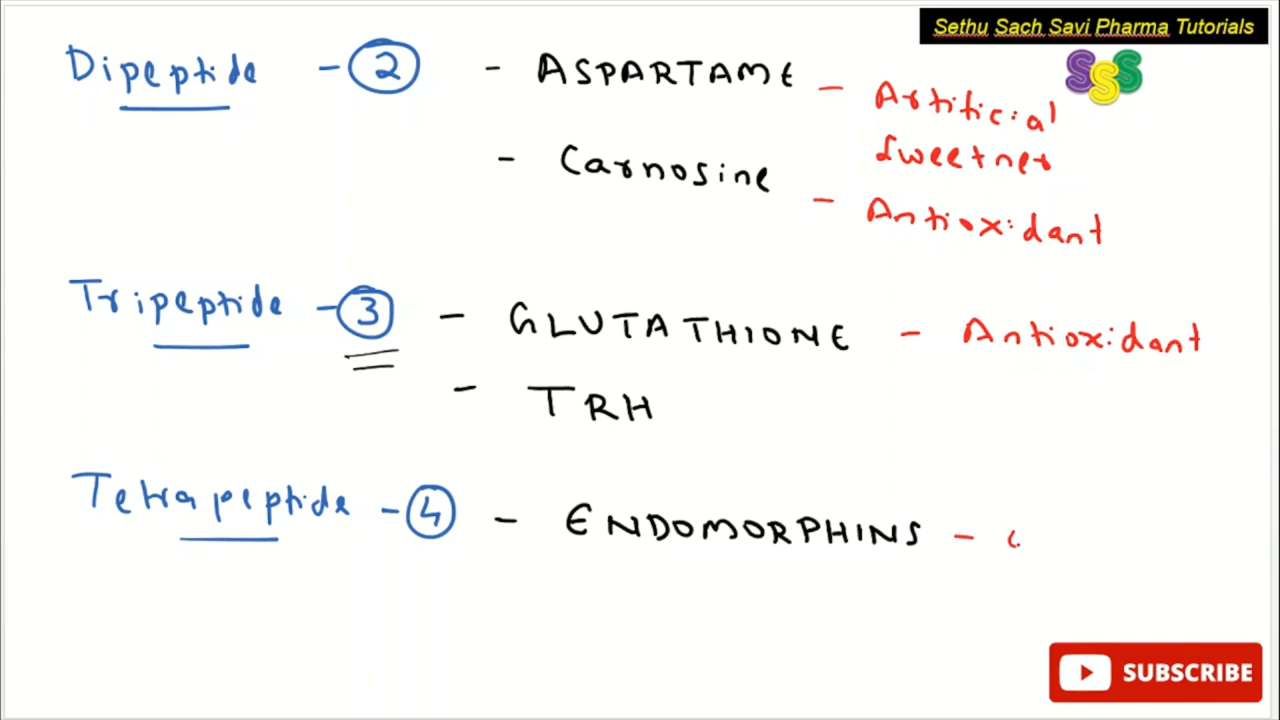 Sethu Sach Savi Pharma Tutorials
SSS
Dipeptide - 2 - ASPARTAME - Artificial
Sweetner
- Carnosine - Antioxidant
Tripeptide - 3 - GLUTATHIONE - Antioxidant
- TRH
Tetrapeptide - 4 - ENDOMORPHINS -
SUBSCRIBE